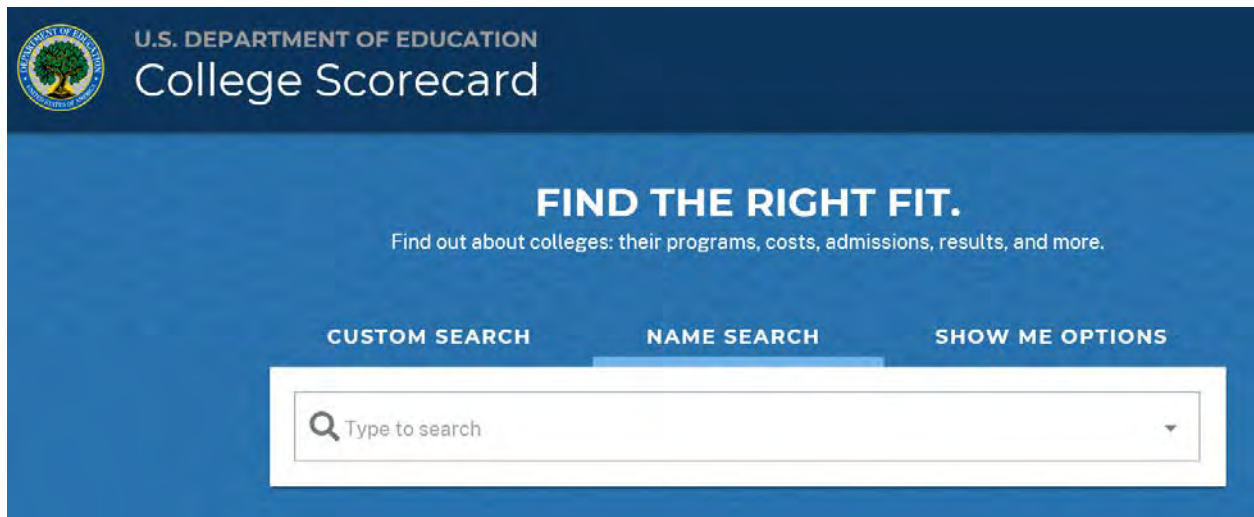 U.S. DEPARTMENT OF EDUCATION
College Scorecard
FIND THE RIGHT FIT.
Find out about colleges: their programs, costs, admissions, results, and more.
CUSTOM SEARCH NAME SEARCH SHOW ME OPTIONS
Type to search